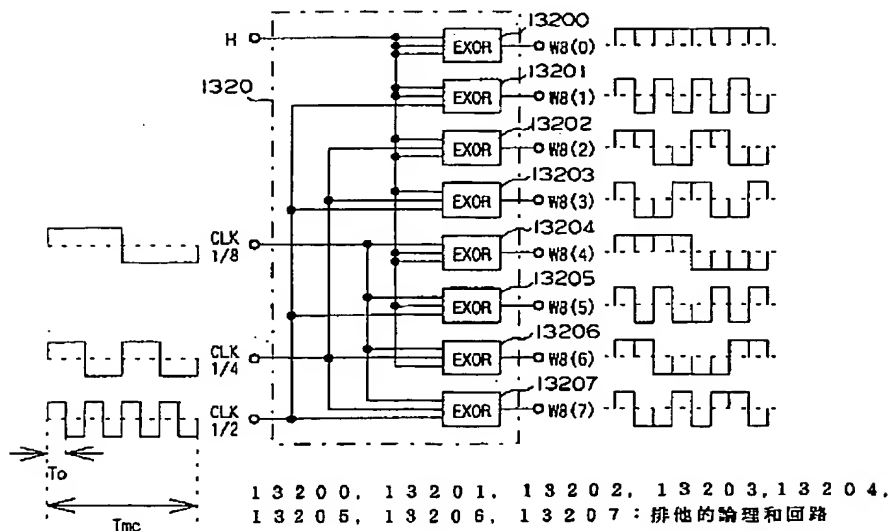 13200
H
EXOR
W8(0)
13201
1320
EXOR
W8(1)
13202
EXOR
W8(2)
13203
EXOR
W8(3)
13204
CLK
1/8
EXOR
W8(4)
13205
EXOR
W8(5)
13206
CLK
1/4
EXOR
W8(6)
13207
CLK
1/2
EXOR
W8(7)
To
Tmc
13200, 13201, 13202, 13203,13204,
13205, 13206, 13207:排他的論理和回路